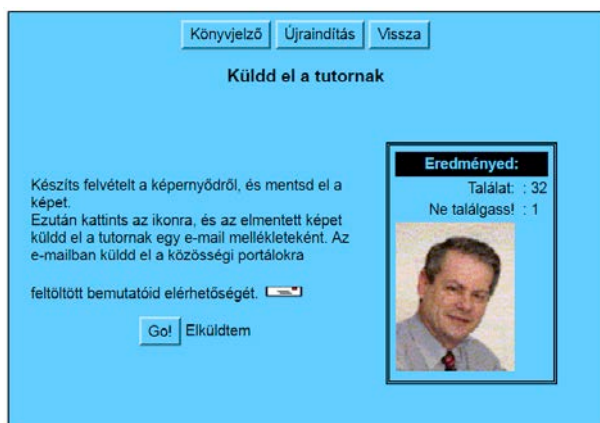 Könyvjelző Újraindítás Vissza
Küldd el a tutornak
Készíts felvételt a képernyődről, és mentsd el a
képet.
Ezután kattints az ikonra, és az elmentett képet
küldd el a tutornak egy e-mail mellékleteként. Az
e-mailban küldd el a közösségi portálokra
feltöltött bemutatóid elérhetőségét.
Go! Elküldtem
Eredményed:
Találat: : 32
Ne találgass! : 1